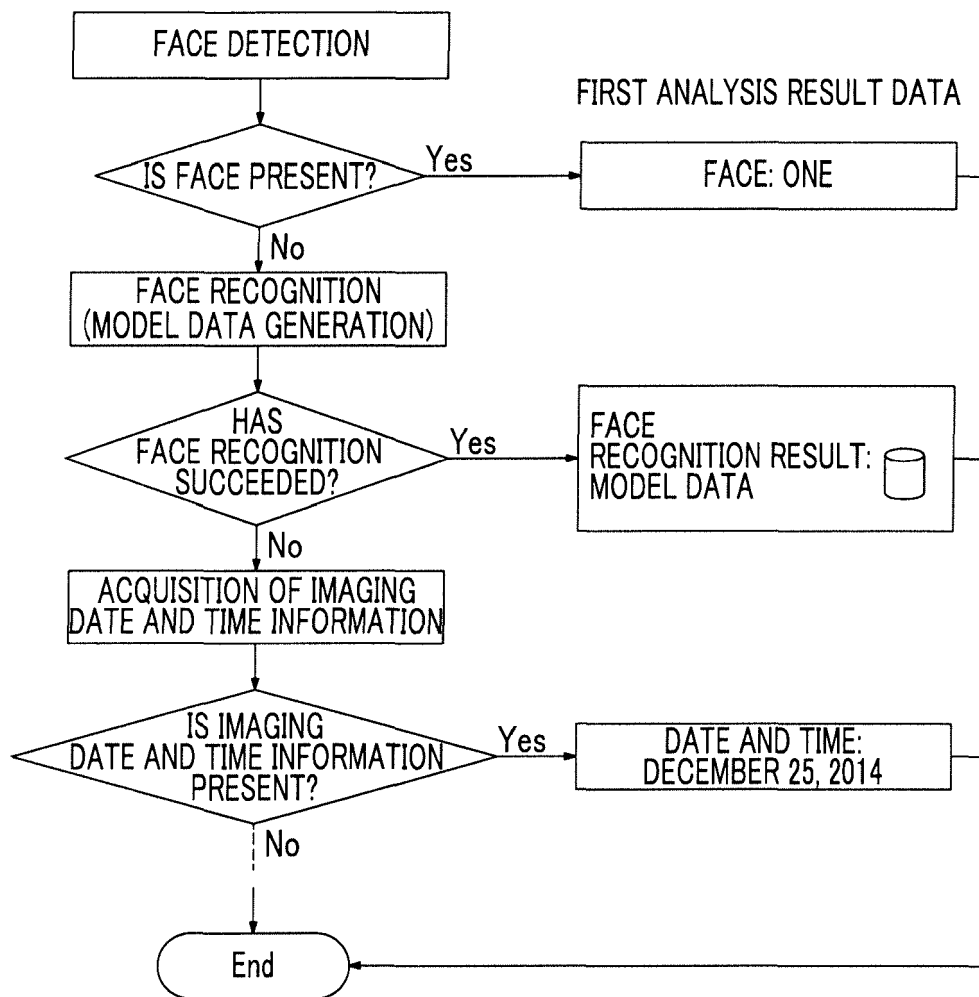 FACE DETECTION
FIRST ANALYSIS RESULT DATA
IS FACE PRESENT?
Yes
FACE: ONE
No
FACE RECOGNITION
(MODEL DATA GENERATION)
HAS
FACE RECOGNITION
SUCCEEDED?
Yes
FACE
RECOGNITION RESULT:
MODEL DATA
No
ACQUISITION OF IMAGING
DATE AND TIME INFORMATION
IS IMAGING
DATE AND TIME INFORMATION
PRESENT?
Yes
DATE AND TIME:
DECEMBER 25, 2014
No
End